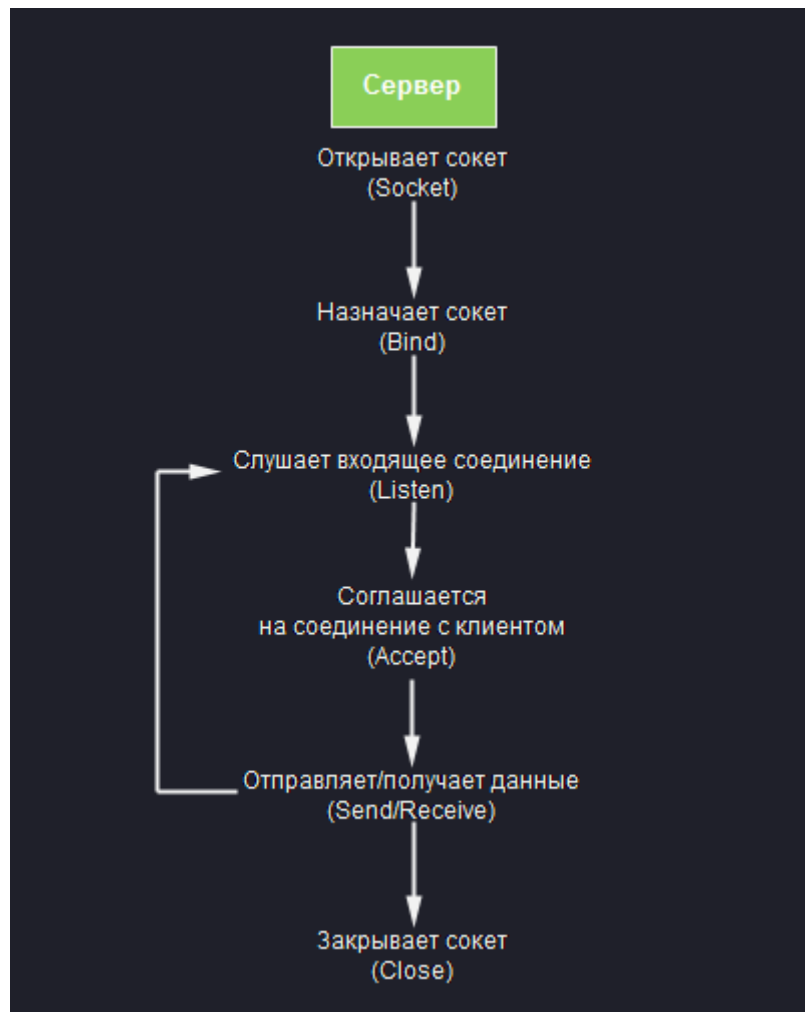 Сервер
Открывает сокет
(Socket)
Назначает сокет
(Bind)
Слушает входящее соединение
(Listen)
Соглашается
на соединение с клиентом
(Accept)
Отправляет/получает данные
(Send/Receive)
Закрывает сокет
(Close)